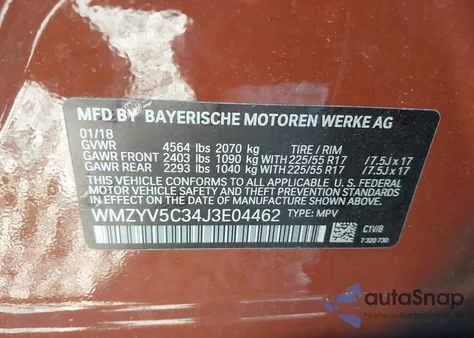 MFD BY BAYERISCHE MOTOREN WERKE AG
01/18
GVWR 4564 lbs 2070 kg TIRE / RIM
GAWR FRONT 2403 lbs 1090 kg WITH 225/55 R17 /7.5J x 17
GAWR REAR 2293 lbs 1040 kg WITH 225/55 R17 /7.5J x 17
THIS VEHICLE CONFORMS TO ALL APPLICABLE U.S. FEDERAL
MOTOR VEHICLE SAFETY, BUMPER, AND THEFT PREVENTION STANDARDS
IN EFFECT ON THE DATE OF MANUFACTURE SHOWN ABOVE.
WMZYV5C34J3E04462 TYPE: MPV
C1V/B
7 320 730
autoSnap